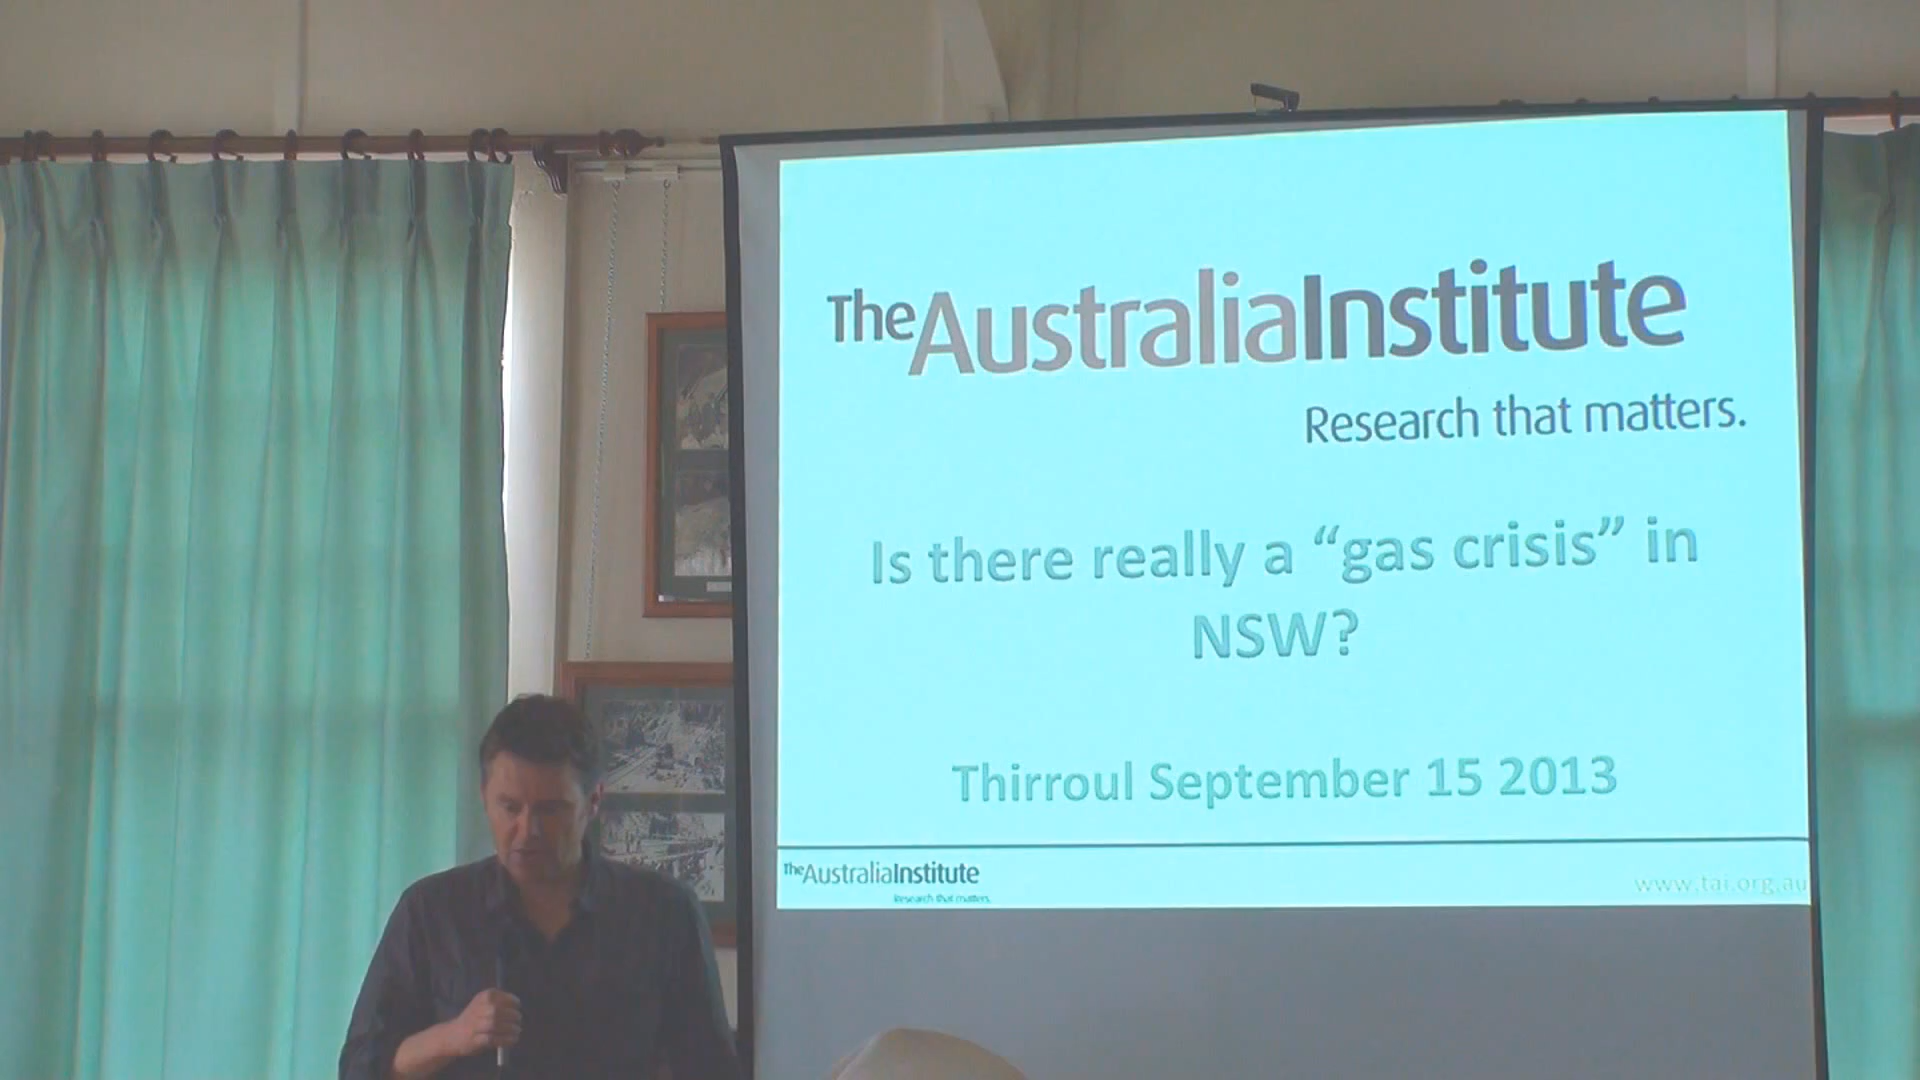 TheAustraliaInstitute
Research that matters.
Is there really a “gas crisis” in
NSW?
Thirroul September 15 2013
TheAustraliaInstitute
Research that matters.
www.tai.org.au